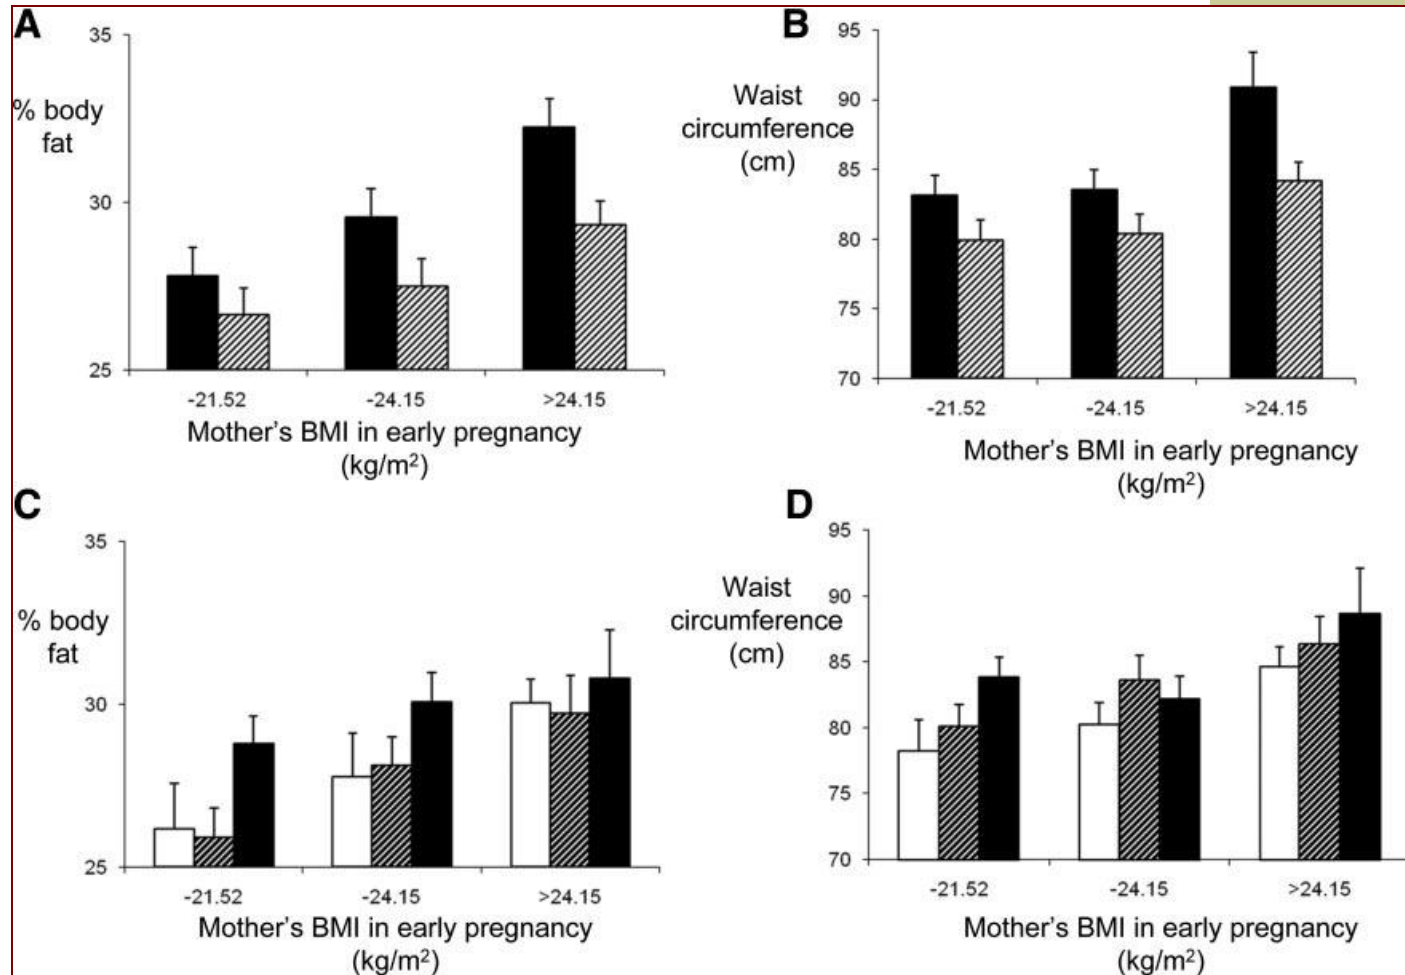 A
35
% body
fat
30
25
-21.52
-24.15
>24.15
Mother's BMI in early pregnancy
(kg/m²)
B
95
Waist
90
circumference
(cm)
85
80
75
70
-21.52
-24.15
>24.15
Mother's BMI in early pregnancy
(kg/m²)
C
35
% body
fat
30
25
-21.52
-24.15
>24.15
Mother's BMI in early pregnancy
(kg/m²)
D
95
Waist
90
circumference
(cm)
85
80
75
70
-21.52
-24.15
>24.15
Mother's BMI in early pregnancy
(kg/m²)